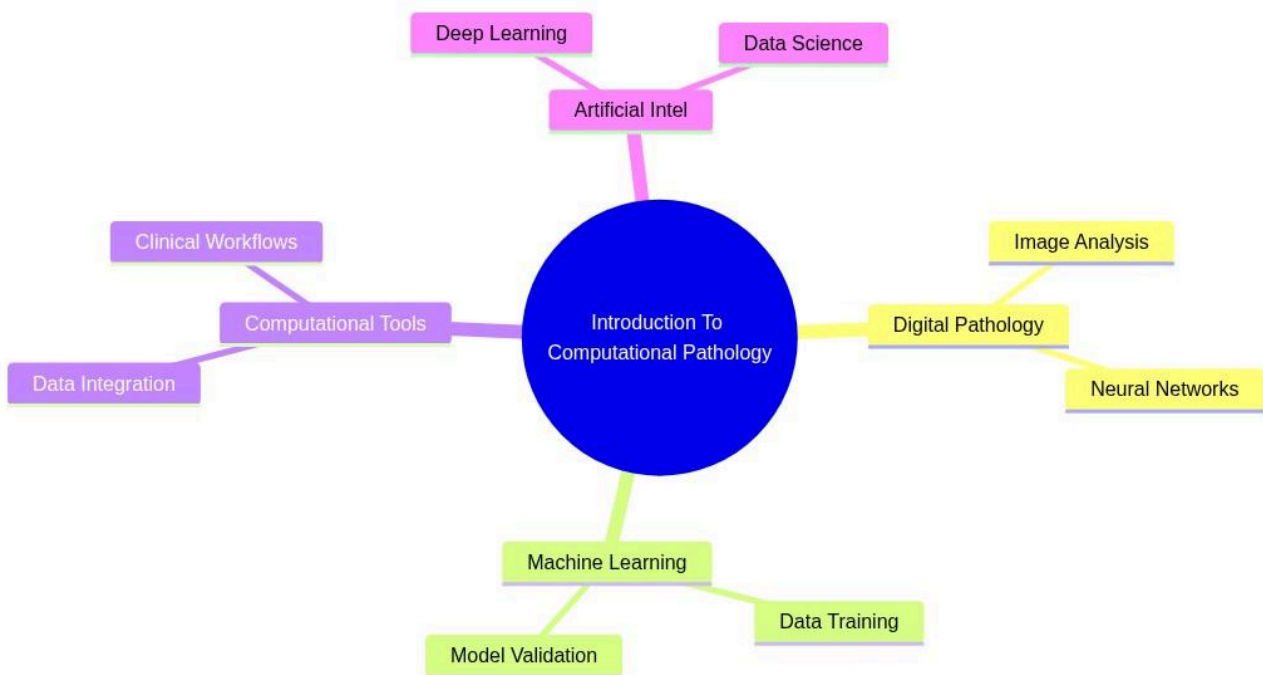 Deep Learning
Data Science
Artificial Intel
Clinical Workflows
Image Analysis
Computational Tools
Introduction To
Computational Pathology
Digital Pathology
Data Integration
Neural Networks
Machine Learning
Data Training
Model Validation